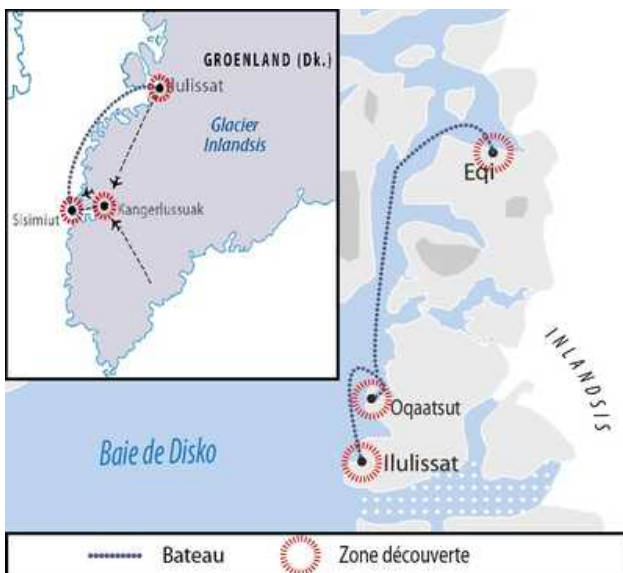 GROENLAND (Dk.)
Ilulissat
Glacier
Inlandsis
Sisimiut
Kangerlussuak
Eqi
INLANDSIS
Oqaatsut
Baie de Disko
Ilulissat
Bateau
Zone découverte